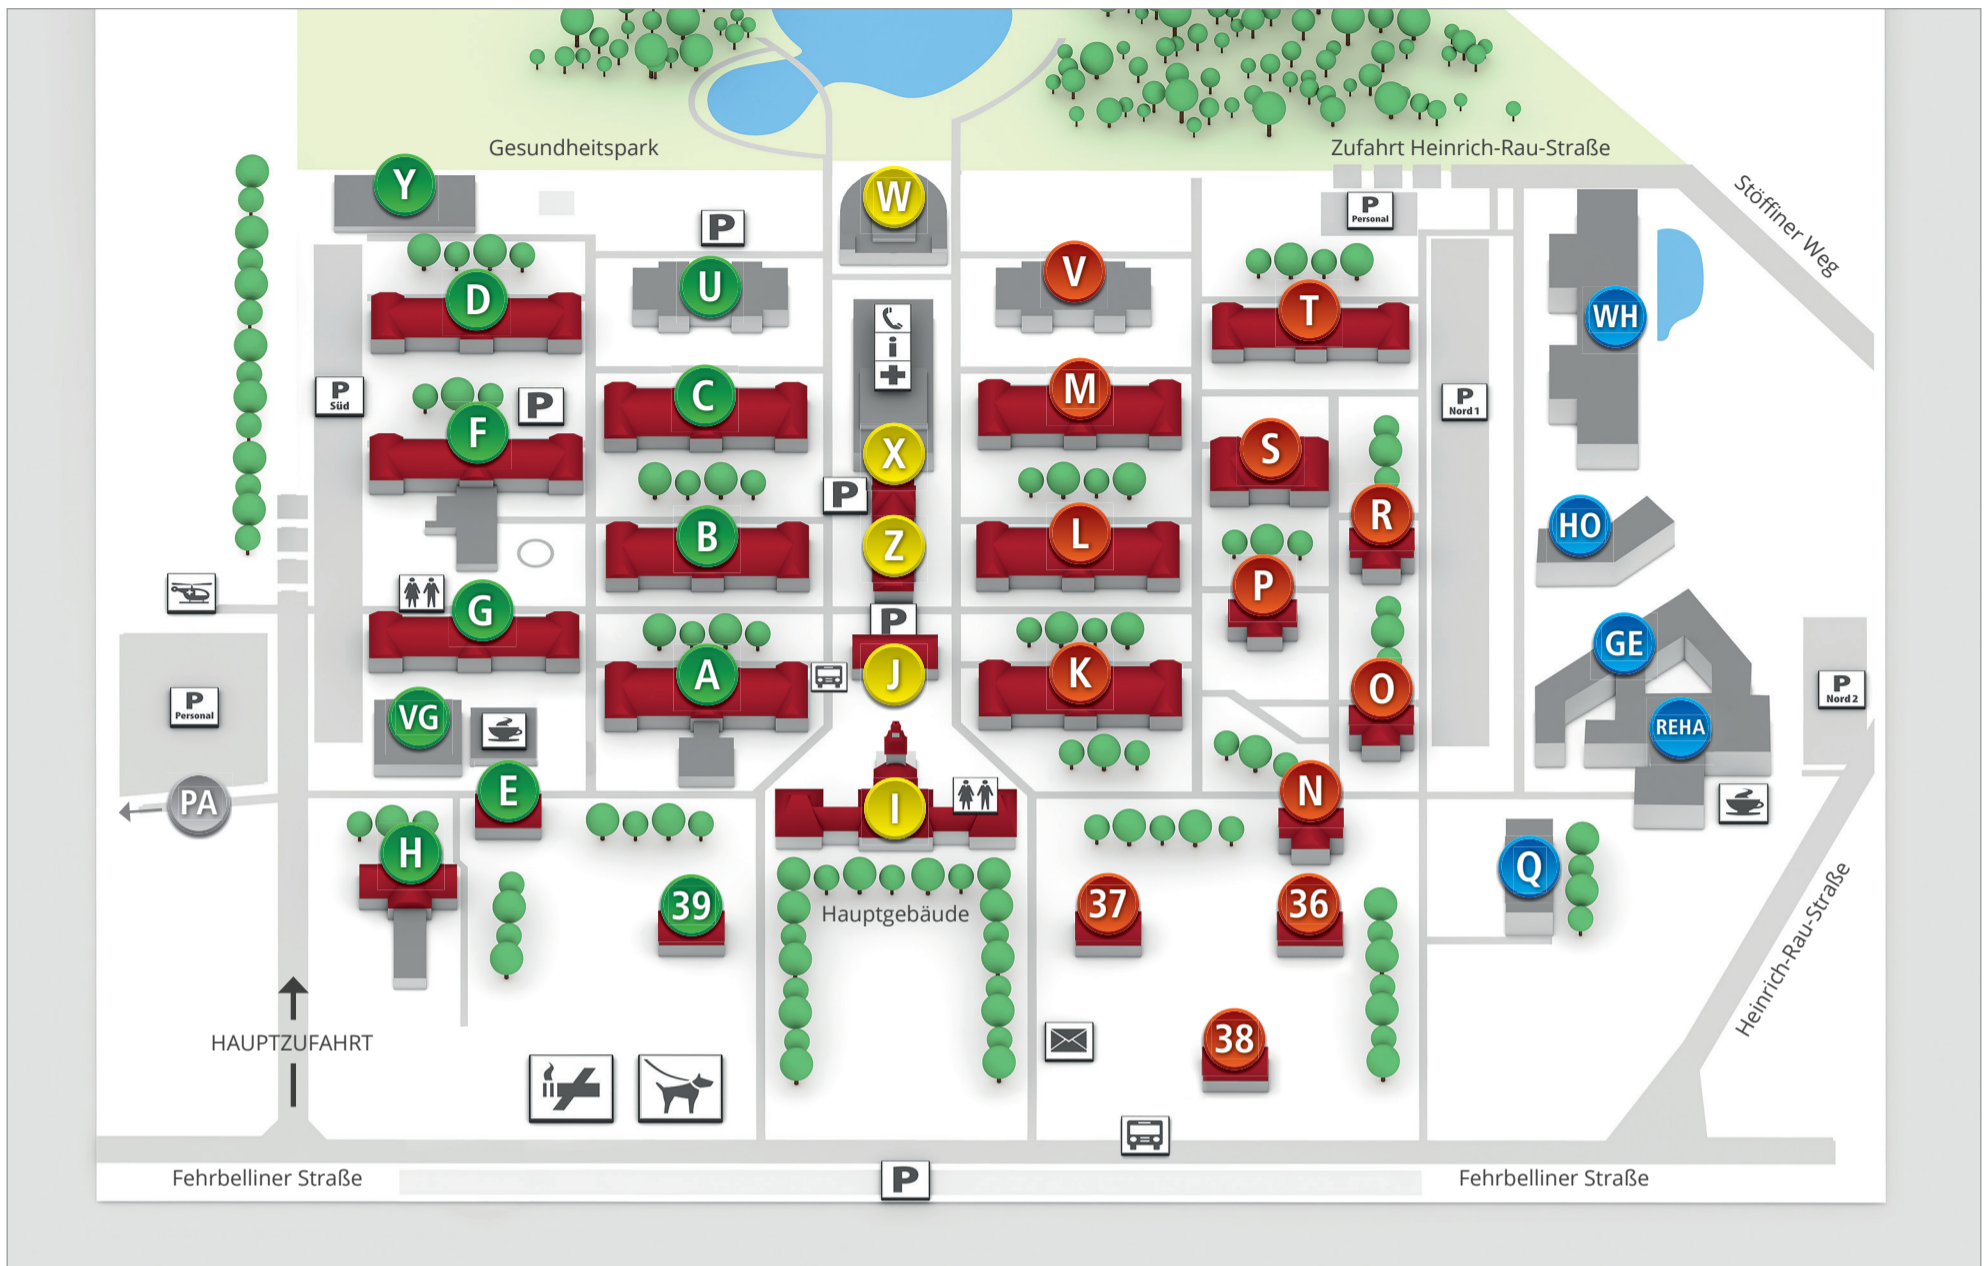 Gesundheitspark
Zufahrt Heinrich-Rau-Straße
Stöffiner Weg
Y
W
P
P
Personal
D
U
V
T
WH
i
P
Süd
F
P
C
X
M
S
P
Nord 1
R
B
P
Z
L
P
HO
G
P
A
J
K
O
GE
REHA
P
Nord 2
P
Personal
VG
PA
E
I
N
H
39
Hauptgebäude
37
36
Q
Heinrich-Rau-Straße
HAUPTZUFAHRT
38
Fehrbelliner Straße
P
Fehrbelliner Straße